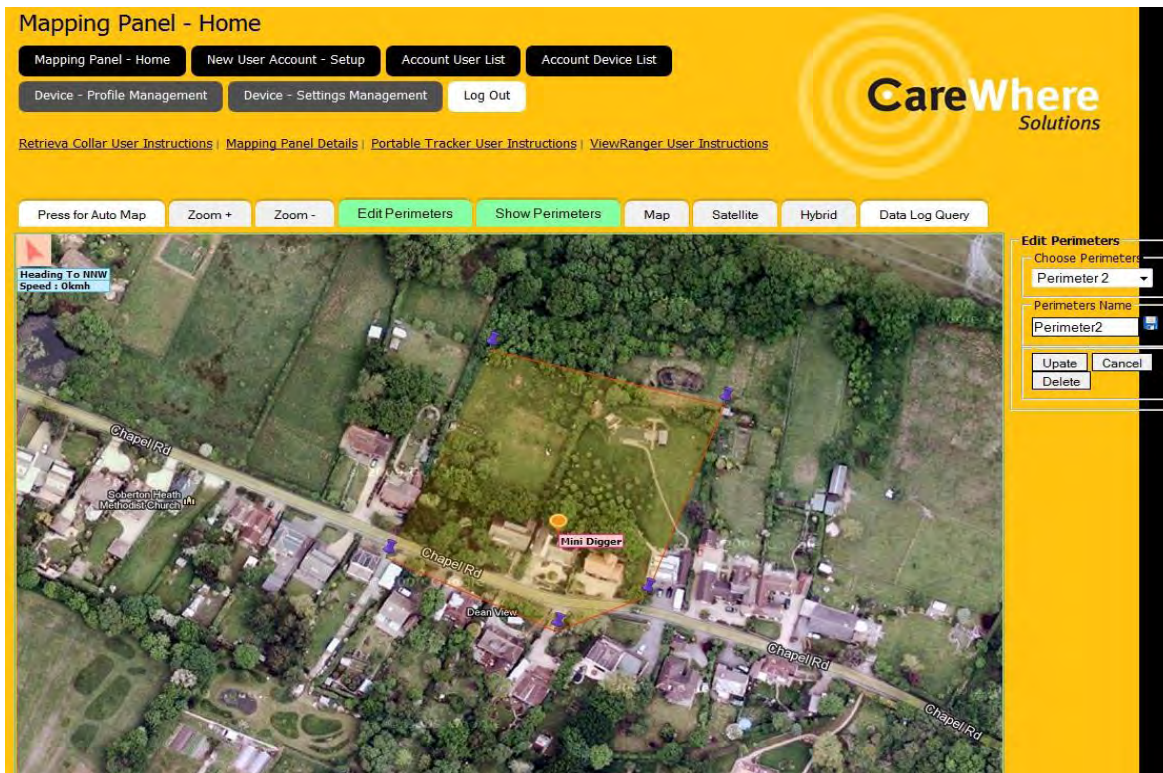 Mapping Panel - Home
Mapping Panel - Home
New User Account - Setup
Account User List
Account Device List
Device - Profile Management
Device - Settings Management
Log Out
CareWhere
Solutions
Retrieva Collar User Instructions | Mapping Panel Details | Portable Tracker User Instructions | ViewRanger User Instructions
Press for Auto Map
Zoom +
Zoom -
Edit Perimeters
Show Perimeters
Map
Satellite
Hybrid
Data Log Query
Heading To NNW
Speed : 0kmh
Edit Perimeters
Choose Perimeters
Perimeter 2
Perimeters Name
Perimeter2
Upate
Cancel
Delete
Chapel Rd
Soberton Heath
Methodist Church
Mini Digger
Chapel Rd
Dean View
Chapel Rd
Chapel Rd